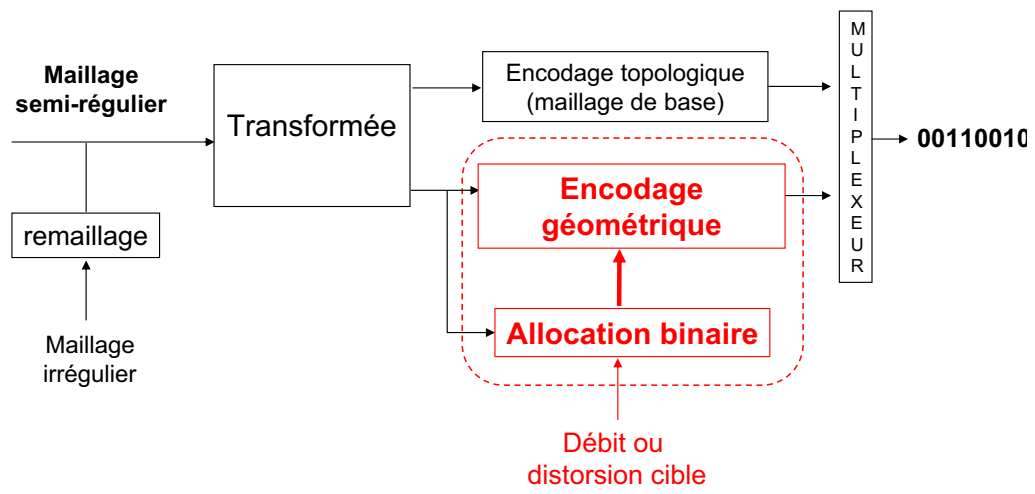 Maillage
semi-régulier
remaillage
Maillage
irrégulier
Transformée
Encodage topologique
(maillage de base)
Encodage
géométrique
Allocation binaire
Débit ou
distorsion cible
MULTIPLEXEUR
00110010